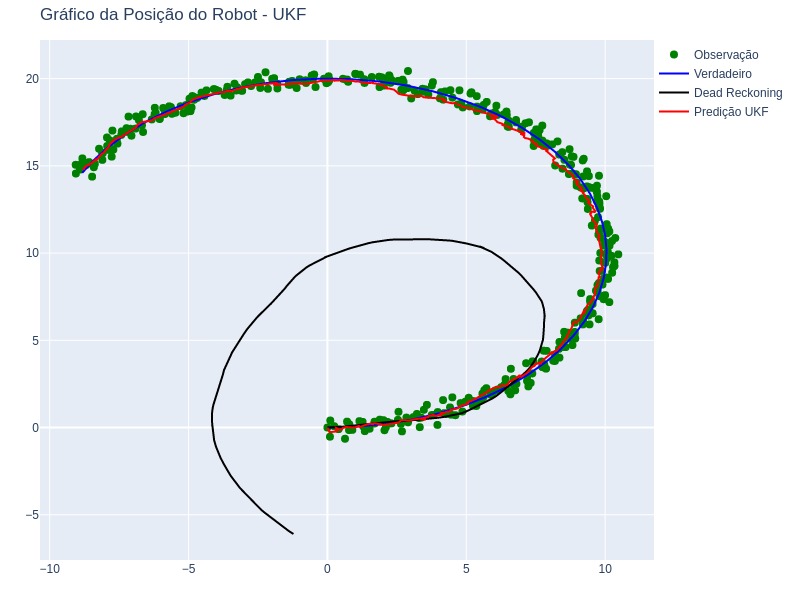 Gráfico da Posição do Robot - UKF
Observação
Verdadeiro
Dead Reckoning
Predição UKF
20
15
10
5
0
−5
−10
−5
0
5
10